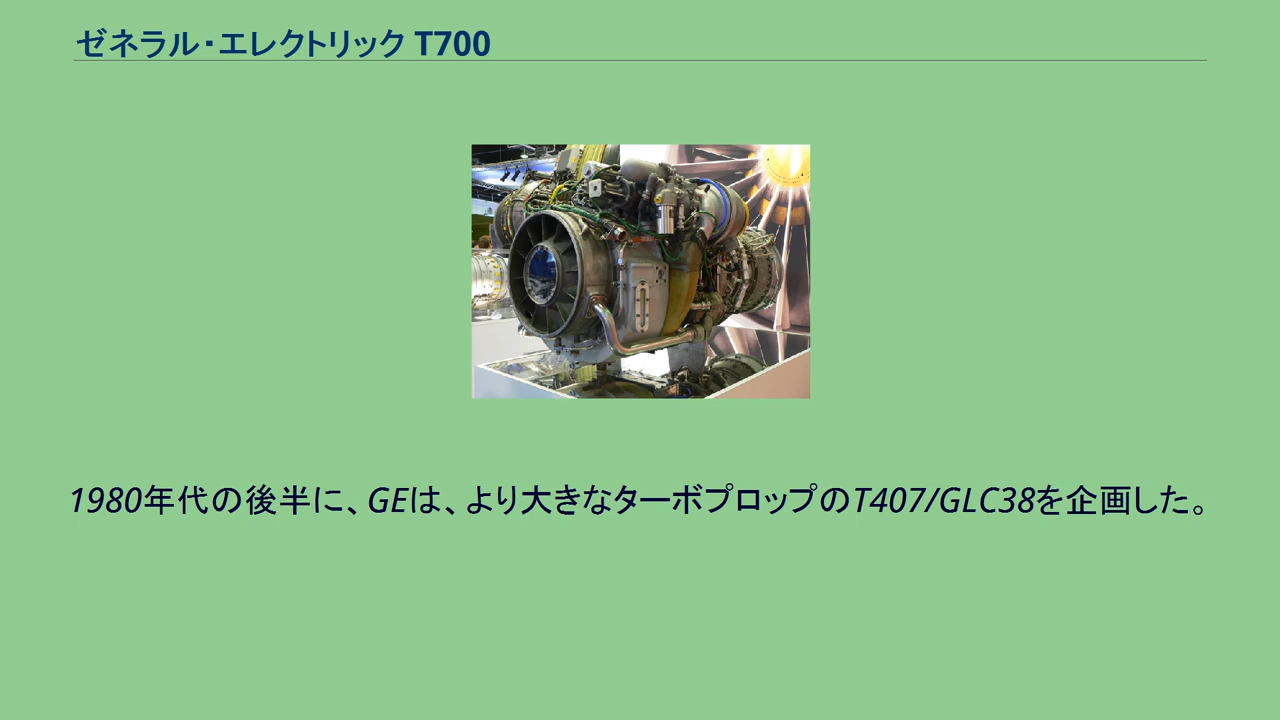 ゼネラル・エレクトリック T700
1980年代の後半に、GEは、より大きなターボプロップのT407/GLC38を企画した。